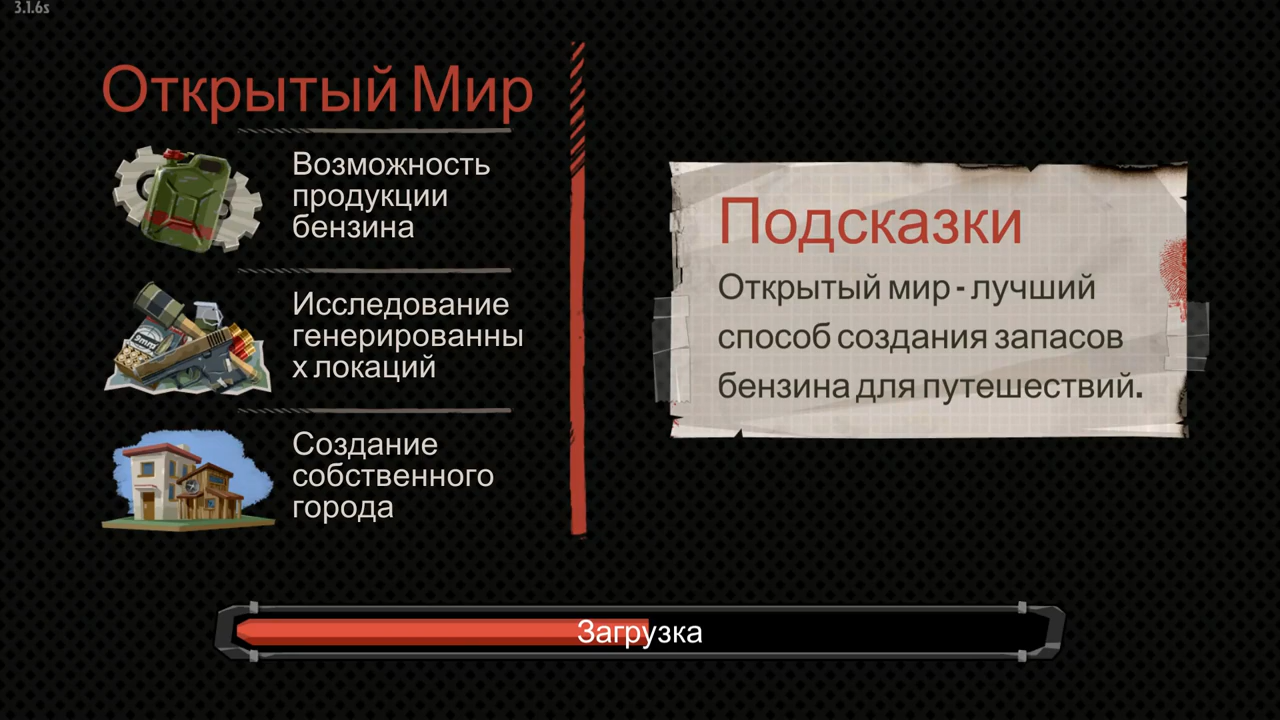 3.1.6s
Открытый Мир
Возможность
продукции
бензина
Исследование
генерированны
х локаций
9mm
Создание
собственного
города
Подсказки
Открытый мир - лучший
способ создания запасов
бензина для путешествий.
Загрузка